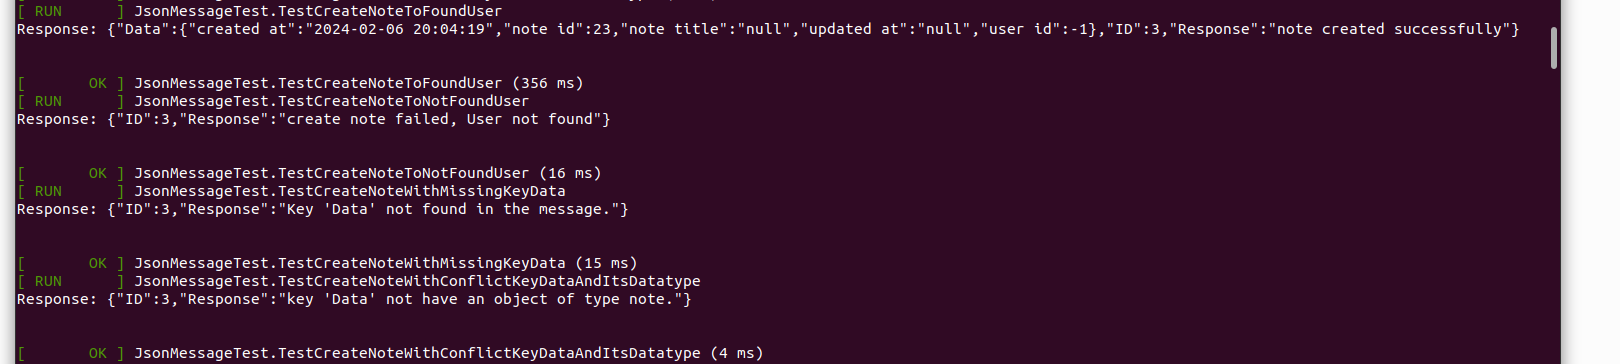 [ RUN      ] JsonMessageTest.TestCreateNoteToFoundUser
Response: {"Data":{"created at":"2024-02-06 20:04:19","note id":23,"note title":"null","updated at":"null","user id":-1},"ID":3,"Response":"note created successfully"}
[       OK ] JsonMessageTest.TestCreateNoteToFoundUser (356 ms)
[ RUN      ] JsonMessageTest.TestCreateNoteToNotFoundUser
Response: {"ID":3,"Response":"create note failed, User not found"}
[       OK ] JsonMessageTest.TestCreateNoteToNotFoundUser (16 ms)
[ RUN      ] JsonMessageTest.TestCreateNoteWithMissingKeyData
Response: {"ID":3,"Response":"Key 'Data' not found in the message."}
[       OK ] JsonMessageTest.TestCreateNoteWithMissingKeyData (15 ms)
[ RUN      ] JsonMessageTest.TestCreateNoteWithConflictKeyDataAndItsDatatype
Response: {"ID":3,"Response":"key 'Data' not have an object of type note."}
[       OK ] JsonMessageTest.TestCreateNoteWithConflictKeyDataAndItsDatatype (4 ms)